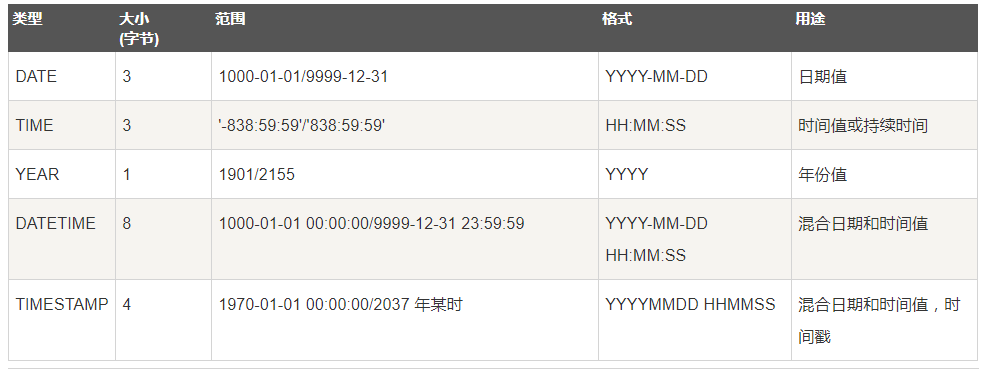 类型 大小 范围 格式 用途
(字节)
DATE 3 1000-01-01/9999-12-31 YYYY-MM-DD 日期值
TIME 3 '-838:59:59'/'838:59:59' HH:MM:SS 时间值或持续时间
YEAR 1 1901/2155 YYYY 年份值
DATETIME 8 1000-01-01 00:00:00/9999-12-31 23:59:59 YYYY-MM-DD 混合日期和时间值
HH:MM:SS
TIMESTAMP 4 1970-01-01 00:00:00/2037 年某时 YYYYMMDD HHMMSS 混合日期和时间值，时
间戳